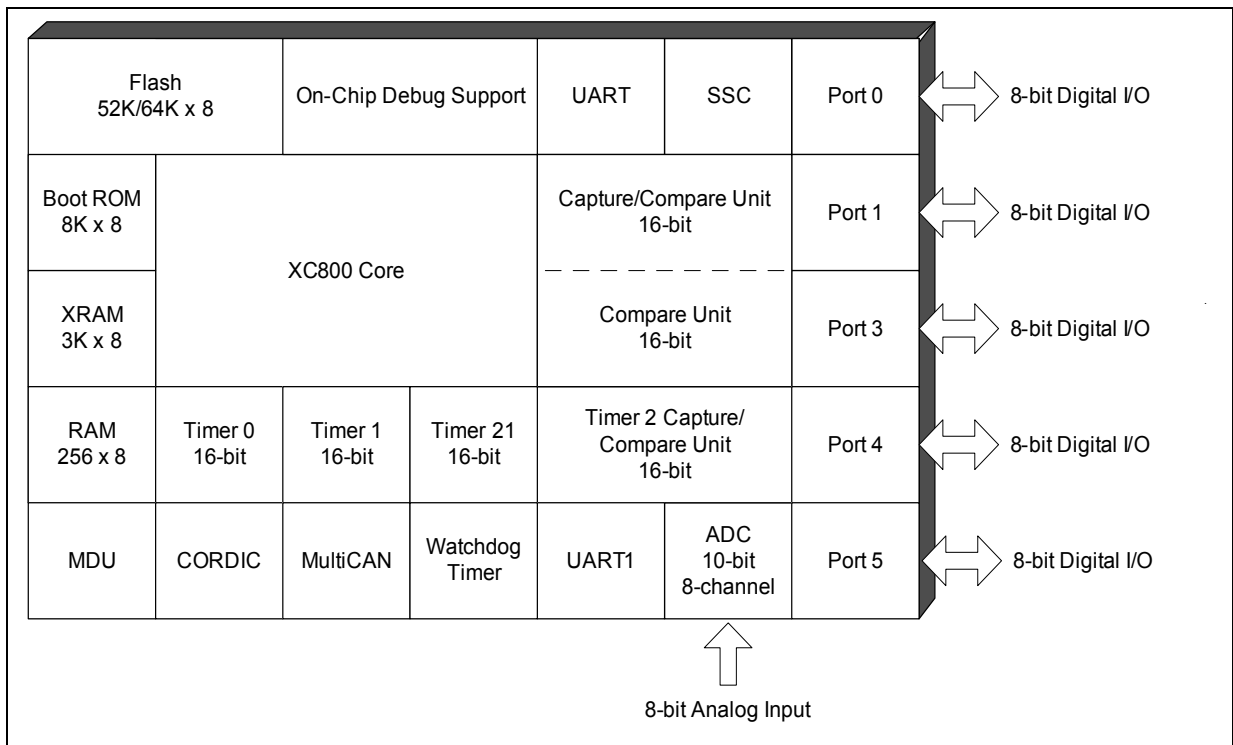 Flash
52K/64K x 8
On-Chip Debug Support
UART
SSC
Port 0
8-bit Digital I/O
Boot ROM
8K x 8
Capture/Compare Unit
16-bit
Port 1
8-bit Digital I/O
XC800 Core
XRAM
3K x 8
Compare Unit
16-bit
Port 3
8-bit Digital I/O
RAM
256 x 8
Timer 0
16-bit
Timer 1
16-bit
Timer 21
16-bit
Timer 2 Capture/
Compare Unit
16-bit
Port 4
8-bit Digital I/O
MDU
CORDIC
MultiCAN
Watchdog
Timer
UART1
ADC
10-bit
8-channel
Port 5
8-bit Digital I/O
8-bit Analog Input